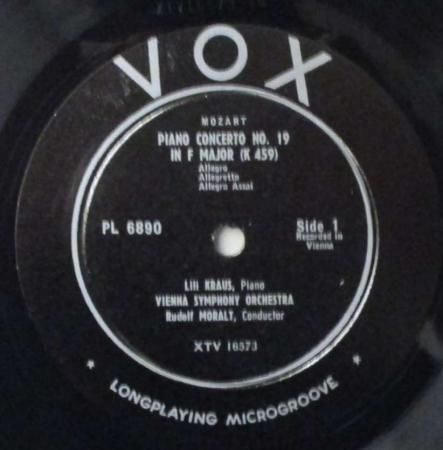 VOX
MOZART
PIANO CONCERTO NO. 19
IN F MAJOR (K 459)
Allegro
Allegretto
Allegro Assai
PL 6890
Side 1
Recorded in
Vienna
Lili KRAUS, Piano
VIENNA SYMPHONY ORCHESTRA
Rudolf MORALT, Conductor
XTV 16573
* LONGPLAYING MICROGROOVE *